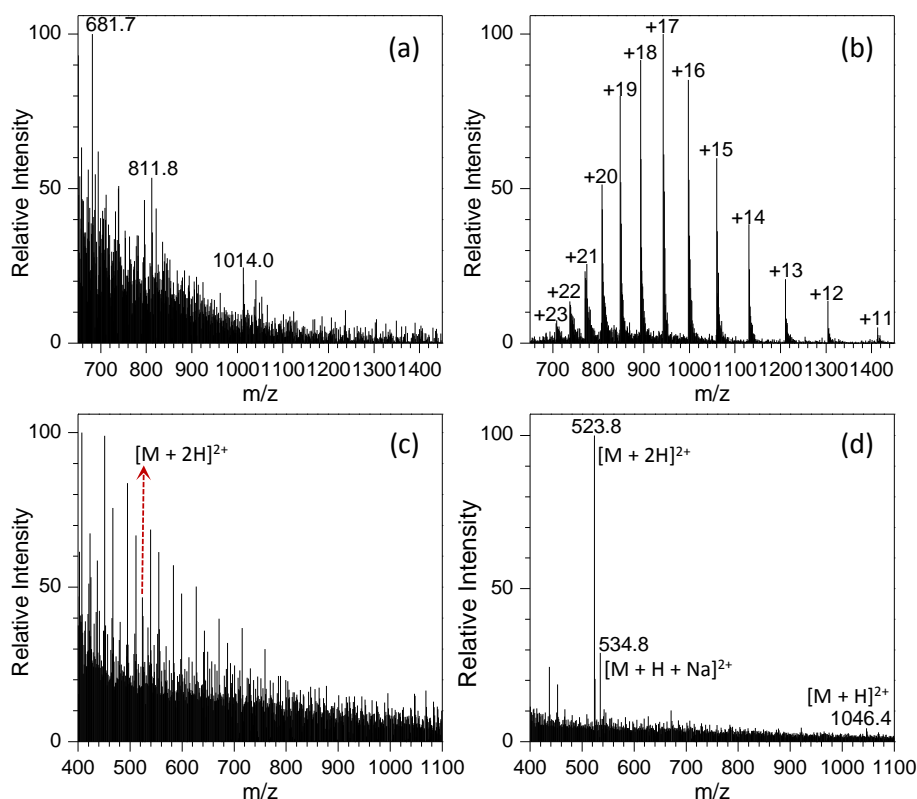 100
681.7
(a)
811.8
50
1014.0
0
Relative Intensity
700 800 900 1000 1100 1200 1300 1400
m/z
100
+17
(b)
+18
+16
+19
+15
50
+20
+14
+21
+13
+22
+12
+23
+11
0
Relative Intensity
700 800 900 1000 1100 1200 1300 1400
m/z
100
(c)
[M + 2H]²⁺
50
0
Relative Intensity
400 500 600 700 800 900 1000 1100
m/z
523.8
100
(d)
[M + 2H]²⁺
50
534.8
[M + H + Na]²⁺
[M + H]²⁺
1046.4
0
Relative Intensity
400 500 600 700 800 900 1000 1100
m/z